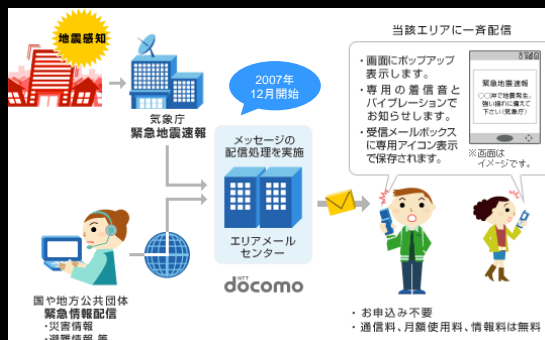 地震感知
気象庁
緊急地震速報
国や地方公共団体
緊急情報配信
・災害情報
・避難情報 等
2007年
12月開始
メッセージの
配信処理を実施
エリアメール
センター
NTT
döcomo
当該エリアに一斉配信
・画面にポップアップ
表示します。
・専用の着信音と
バイブレーションで
お知らせします。
・受信メールボックス
に専用アイコン表示
で保存されます。
緊急地震速報
○○沖で地震発生。
強い揺れに備えて
下さい(気象庁)
※画面は
イメージです。
・お申込み不要
・通信料、月額使用料、情報料は無料